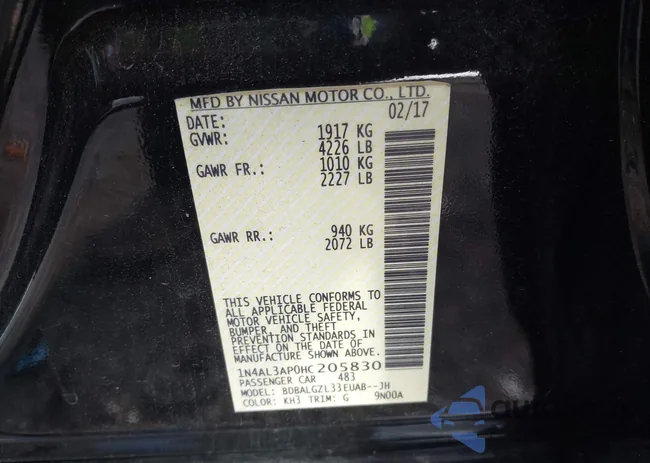 MFD BY NISSAN MOTOR CO., LTD.
DATE: 02/17
GVWR: 1917 KG
4226 LB
GAWR FR.: 1010 KG
2227 LB
GAWR RR.: 940 KG
2072 LB
THIS VEHICLE CONFORMS TO
ALL APPLICABLE FEDERAL
MOTOR VEHICLE SAFETY,
BUMPER, AND THEFT
PREVENTION STANDARDS IN
EFFECT ON THE DATE OF
MANUFACTURE SHOWN ABOVE.
1N4AL3AP0HC205830
PASSENGER CAR 483
MODEL: BDBALGZL33EUAB--JH
COLOR: KH3 TRIM: G 9N00A